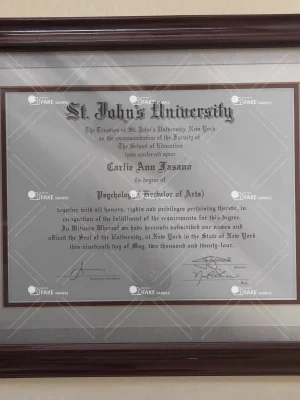 St. John's University
The Trustees of St. John's University, New York
on the recommendation of the Faculty of
The School of Education
have conferred upon
Carlie Ann Fasano
the degree of
Psychology
of Arts)
together with all honors, rights and privileges pertaining thereto, in
recognition of the fulfillment of the requirements for this degree.
In Witness Whereof we have hereunto subscribed our names and
affixed the Seal of the University, at New York in the State of New York
this nineteenth day of May, two thousand and twenty-four.
FAKE